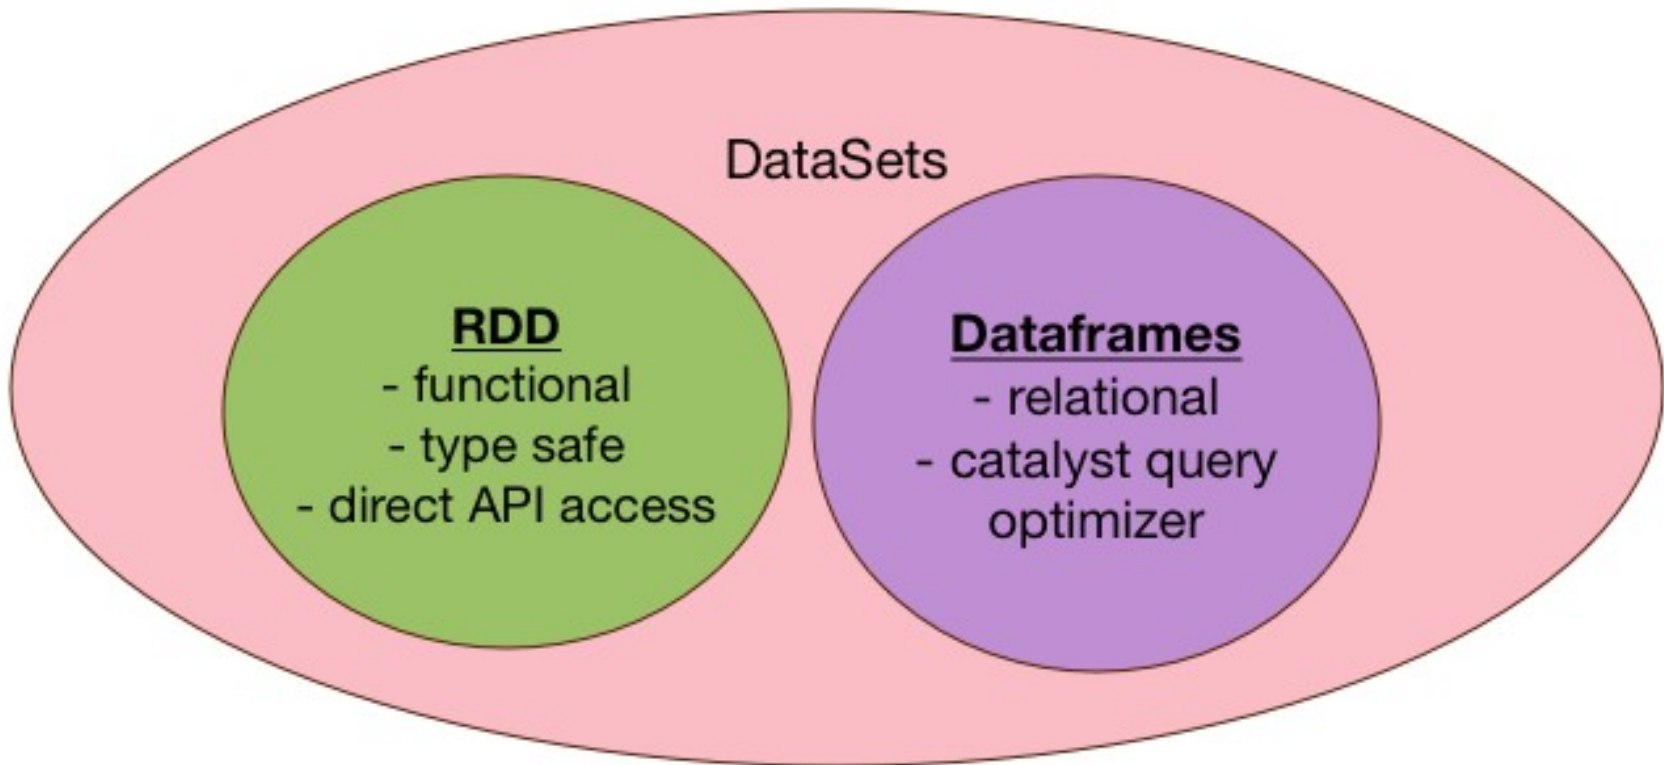 DataSets
RDD
- functional
- type safe
- direct API access
Dataframes
- relational
- catalyst query
optimizer